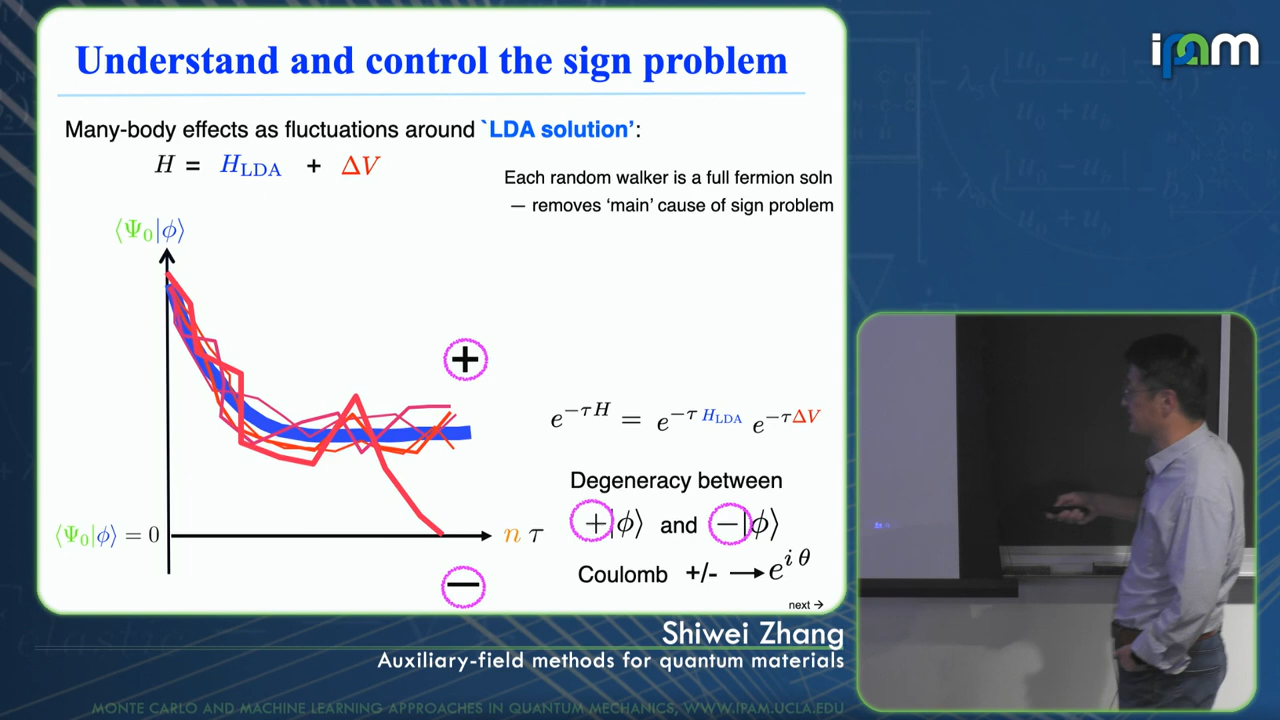 Understand and control the sign problem
Many-body effects as fluctuations around `LDA solution':
H = H_LDA + ΔV
Each random walker is a full fermion soln
— removes 'main' cause of sign problem
⟨Ψ₀|ϕ⟩
+
e^{-τH} = e^{-τ H_LDA} e^{-τΔV}
Degeneracy between
+|ϕ⟩ and −|ϕ⟩
⟨Ψ₀|ϕ⟩ = 0
n τ
Coulomb +/- → e^{i θ}
−
next →
ipam
Shiwei Zhang
Auxiliary-field methods for quantum materials
MONTE CARLO AND MACHINE LEARNING APPROACHES IN QUANTUM MECHANICS, WWW.IPAM.UCLA.EDU